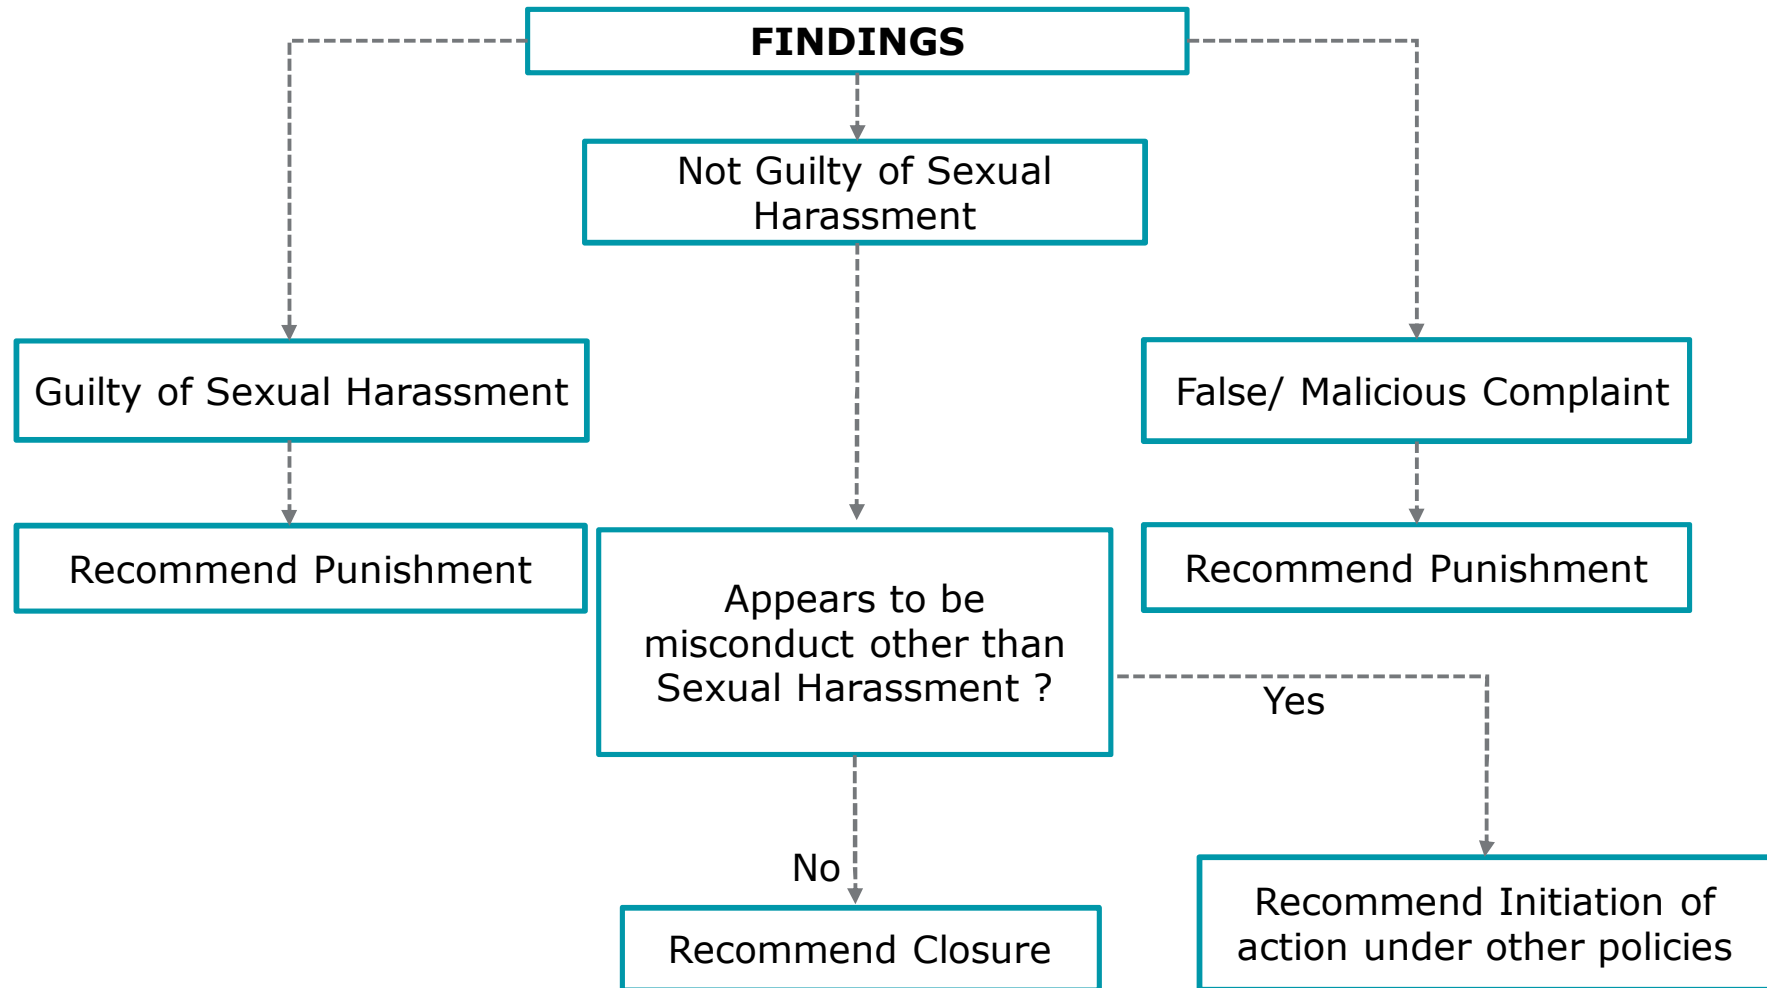 FINDINGS
Not Guilty of Sexual
Harassment
Guilty of Sexual Harassment
False/ Malicious Complaint
Recommend Punishment
Recommend Punishment
Appears to be
misconduct other than
Sexual Harassment ?
Yes
No
Recommend Closure
Recommend Initiation of
action under other policies